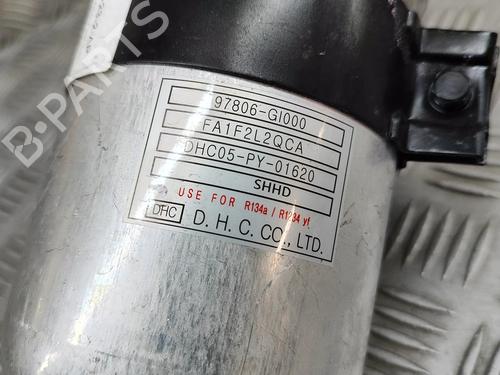 97806-GI000
FA1F2L2QCA
DHC05-PY-01620
SHHD
USE FOR R134a / R1234 yf
DHC D. H. C. CO., LTD.
B-PARTS